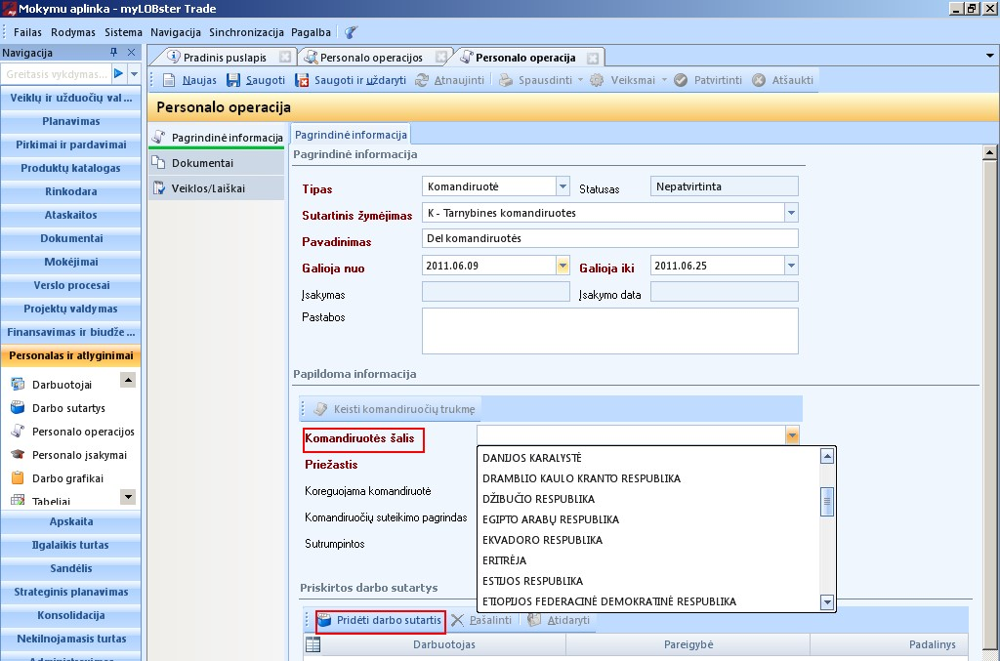 Mokymu aplinka - myLOBster Trade
Failas Rodymas Sistema Navigacija Sinchronizacija Pagalba
Navigacija
Greitasis vykdymas...
Veiklų ir užduočių val ...
Planavimas
Pirkimai ir pardavimai
Produktų katalogas
Rinkodara
Ataskaitos
Dokumentai
Mokėjimai
Verslo procesai
Projektų valdymas
Finansavimas ir biudže ...
Personalas ir atlyginimai
Darbuotojai
Darbo sutartys
Personalo operacijos
Personalo įsakymai
Darbo grafikai
Tabeliai
Apskaita
Ilgalaikis turtas
Sandėlis
Strateginis planavimas
Konsolidacija
Nekilnojamasis turtas
Administravimas
Pradinis puslapis
Personalo operacijos
Personalo operacija
Naujas Saugoti Saugoti ir uždaryti Atnaujinti Spausdinti Veiksmai Patvirtinti Atšaukti
Personalo operacija
Pagrindinė informacija
Dokumentai
Veiklos/Laiškai
Pagrindinė informacija
Pagrindinė informacija
Tipas Komandiruotė Statusas Nepatvirtinta
Sutartinis žymėjimas K - Tarnybines komandiruotes
Pavadinimas Del komandiruotės
Galioja nuo 2011.06.09 Galioja iki 2011.06.25
Įsakymas Įsakymo data
Pastabos
Papildoma informacija
Keisti komandiruočių trukmę
Komandiruotės šalis
Priežastis
Koreguojama komandiruotė
Komandiruočių suteikimo pagrindas
Sutrumpintos
DANIJOS KARALYSTĖ
DRAMBLIO KAULO KRANTO RESPUBLIKA
DŽIBUČIO RESPUBLIKA
EGIPTO ARABŲ RESPUBLIKA
EKVADORO RESPUBLIKA
ERITRĖJA
ESTIJOS RESPUBLIKA
ETIOPIJOS FEDERACINĖ DEMOKRATINĖ RESPUBLIKA
Priskirtos darbo sutartys
Pridėti darbo sutartis Pašalinti Atidaryti
Darbuotojas Pareigybė Padalinys